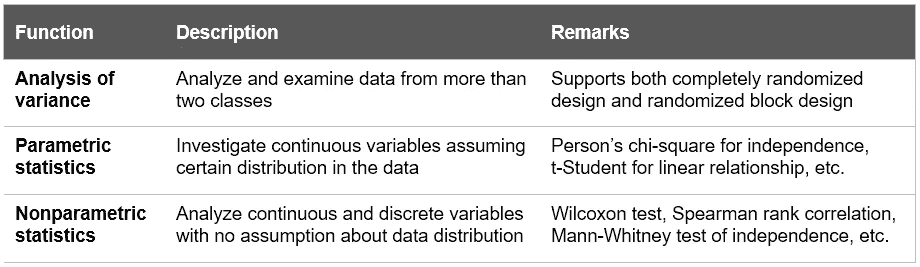 Function Description Remarks
Analysis of Analyze and examine data from more than Supports both completely randomized
variance two classes design and randomized block design
Parametric Investigate continuous variables assuming Person's chi-square for independence,
statistics certain distribution in the data t-Student for linear relationship, etc.
Nonparametric Analyze continuous and discrete variables Wilcoxon test, Spearman rank correlation,
statistics with no assumption about data distribution Mann-Whitney test of independence, etc.